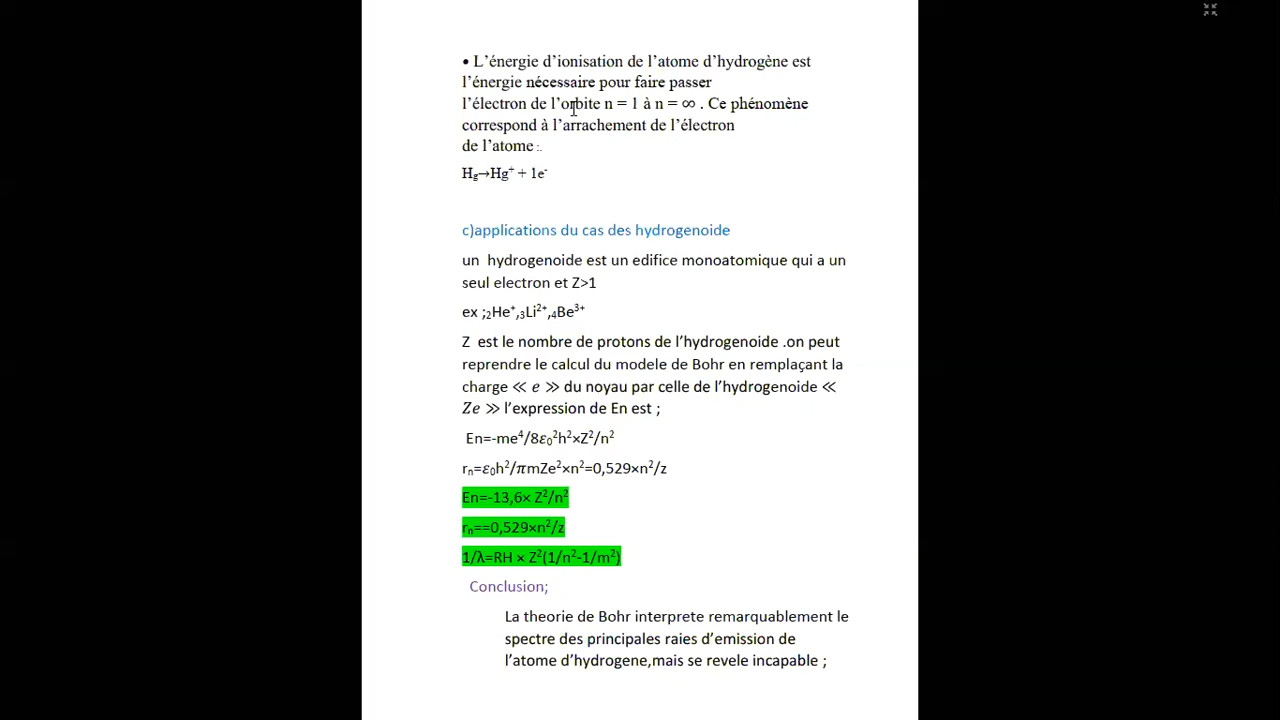 • L’énergie d’ionisation de l’atome d’hydrogène est
l’énergie nécessaire pour faire passer
l’électron de l’orbite n = 1 à n = ∞ . Ce phénomène
correspond à l’arrachement de l’électron
de l’atome :.
Hg→Hg⁺ + 1e⁻
c)applications du cas des hydrogenoide
un hydrogenoide est un edifice monoatomique qui a un
seul electron et Z>1
ex ;₂He⁺,₃Li²⁺,₄Be³⁺
Z est le nombre de protons de l’hydrogenoide .on peut
reprendre le calcul du modele de Bohr en remplaçant la
charge ≪ 𝑒 ≫ du noyau par celle de l’hydrogenoide ≪
𝑍𝑒 ≫ l’expression de En est ;
En=-me⁴/8𝜀₀²h²×Z²/n²
rₙ=𝜀₀h²/𝜋mZe²×n²=0,529×n²/z
En=-13,6× Z²/n²
rₙ==0,529×n²/z
1/λ=RH × Z²(1/n²-1/m²)
Conclusion;
La theorie de Bohr interprete remarquablement le
spectre des principales raies d’emission de
l’atome d’hydrogene,mais se revele incapable ;